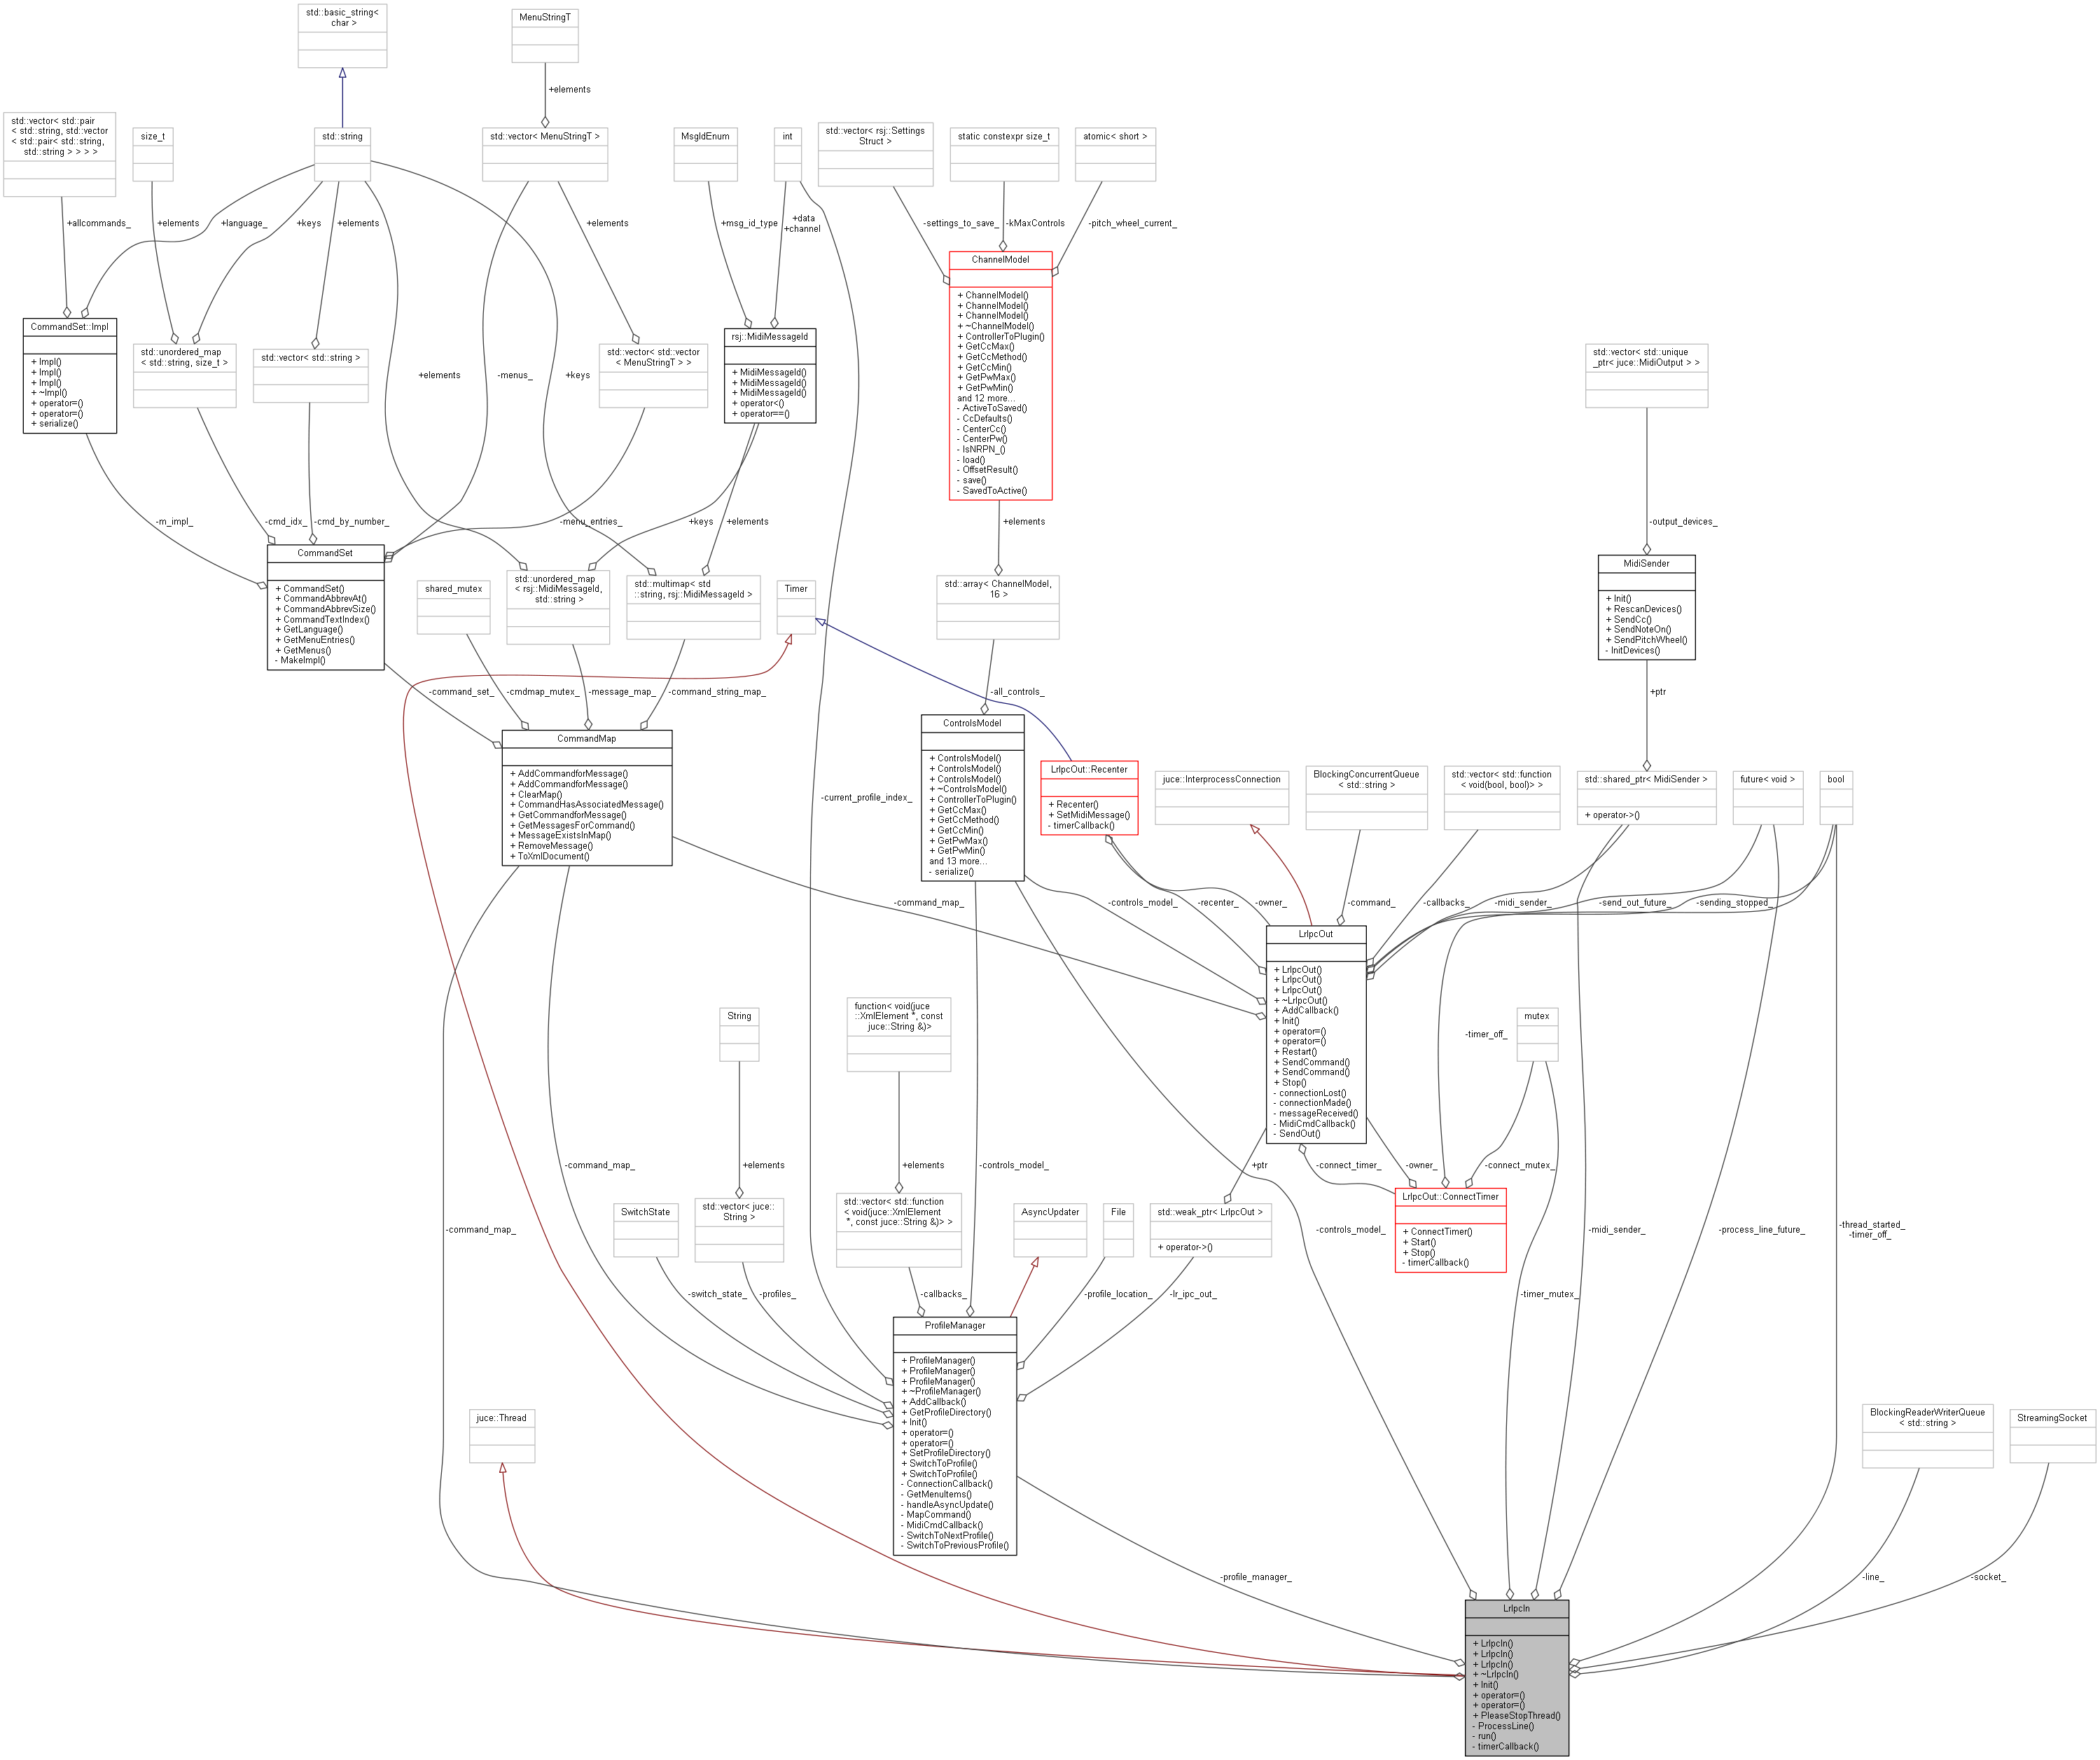 std::basic_string<
char >
MenuStringT
+elements
std::vector< std::pair
< std::string, std::vector
< std::pair< std::string,
std::string > > > >
size_t
std::string
std::vector< MenuStringT >
MsgIdEnum
int
std::vector< rsj::Settings
Struct >
static constexpr size_t
atomic< short >
+allcommands_
+elements
+language_
+keys
+elements
+elements
+msg_id_type
+data
+channel
-settings_to_save_
-kMaxControls
-pitch_wheel_current_
CommandSet::Impl
+ Impl()
+ Impl()
+ Impl()
+ ~Impl()
+ operator=()
+ operator=()
+ serialize()
std::unordered_map
< std::string, size_t >
std::vector< std::string >
+elements
-menus_
+keys
std::vector< std::vector
< MenuStringT > >
rsj::MidiMessageId
+ MidiMessageId()
+ MidiMessageId()
+ MidiMessageId()
+ operator<()
+ operator==()
ChannelModel
+ ChannelModel()
+ ChannelModel()
+ ChannelModel()
+ ~ChannelModel()
+ ControllerToPlugin()
+ GetCcMax()
+ GetCcMethod()
+ GetCcMin()
+ GetPwMax()
+ GetPwMin()
and 12 more...
- ActiveToSaved()
- CcDefaults()
- CenterCc()
- CenterPw()
- IsNRPN_()
- load()
- OffsetResult()
- save()
- SavedToActive()
std::vector< std::unique
_ptr< juce::MidiOutput > >
-m_impl_
-cmd_idx_
-cmd_by_number_
-menu_entries_
+keys
+elements
+elements
-output_devices_
CommandSet
+ CommandSet()
+ CommandAbbrevAt()
+ CommandAbbrevSize()
+ CommandTextIndex()
+ GetLanguage()
+ GetMenuEntries()
+ GetMenus()
- MakeImpl()
shared_mutex
std::unordered_map
< rsj::MidiMessageId,
std::string >
std::multimap< std
::string, rsj::MidiMessageId >
Timer
std::array< ChannelModel,
16 >
MidiSender
+ Init()
+ RescanDevices()
+ SendCc()
+ SendNoteOn()
+ SendPitchWheel()
- InitDevices()
-command_set_
-cmdmap_mutex_
-message_map_
-command_string_map_
-all_controls_
+ptr
CommandMap
+ AddCommandforMessage()
+ AddCommandforMessage()
+ ClearMap()
+ CommandHasAssociatedMessage()
+ GetCommandforMessage()
+ GetMessagesForCommand()
+ MessageExistsInMap()
+ RemoveMessage()
+ ToXmlDocument()
-current_profile_index_
ControlsModel
+ ControlsModel()
+ ControlsModel()
+ ControlsModel()
+ ~ControlsModel()
+ ControllerToPlugin()
+ GetCcMax()
+ GetCcMethod()
+ GetCcMin()
+ GetPwMax()
+ GetPwMin()
and 13 more...
- serialize()
LrIpcOut::Recenter
+ Recenter()
+ SetMidiMessage()
- timerCallback()
juce::InterprocessConnection
BlockingConcurrentQueue
< std::string >
std::vector< std::function
< void(bool, bool)> >
std::shared_ptr< MidiSender >
+ operator->()
future< void >
bool
-command_map_
-controls_model_
-recenter_
-owner_
-command_
-callbacks_
-midi_sender_
-send_out_future_
-sending_stopped_
LrIpcOut
+ LrIpcOut()
+ LrIpcOut()
+ LrIpcOut()
+ ~LrIpcOut()
+ AddCallback()
+ Init()
+ operator=()
+ operator=()
+ Restart()
+ SendCommand()
+ SendCommand()
+ Stop()
- connectionLost()
- connectionMade()
- messageReceived()
- MidiCmdCallback()
- SendOut()
String
function< void(juce
::XmlElement *, const
juce::String &)>
-timer_off_
mutex
-command_map_
+elements
+elements
-controls_model_
+ptr
-connect_timer_
-owner_
-connect_mutex_
SwitchState
std::vector< juce::
String >
std::vector< std::function
< void(juce::XmlElement
*, const juce::String &)> >
AsyncUpdater
File
std::weak_ptr< LrIpcOut >
+ operator->()
LrIpcOut::ConnectTimer
+ ConnectTimer()
+ Start()
+ Stop()
- timerCallback()
-command_map_
-controls_model_
-midi_sender_
-process_line_future_
-thread_started_
-timer_off_
-switch_state_
-profiles_
-callbacks_
-profile_location_
-lr_ipc_out_
-timer_mutex_
ProfileManager
+ ProfileManager()
+ ProfileManager()
+ ProfileManager()
+ ~ProfileManager()
+ AddCallback()
+ GetProfileDirectory()
+ Init()
+ operator=()
+ operator=()
+ SetProfileDirectory()
+ SwitchToProfile()
+ SwitchToProfile()
- ConnectionCallback()
- GetMenuItems()
- handleAsyncUpdate()
- MapCommand()
- MidiCmdCallback()
- SwitchToNextProfile()
- SwitchToPreviousProfile()
juce::Thread
BlockingReaderWriterQueue
< std::string >
StreamingSocket
-profile_manager_
-line_
-socket_
LrIpcIn
+ LrIpcIn()
+ LrIpcIn()
+ LrIpcIn()
+ ~LrIpcIn()
+ Init()
+ operator=()
+ operator=()
+ PleaseStopThread()
- ProcessLine()
- run()
- timerCallback()